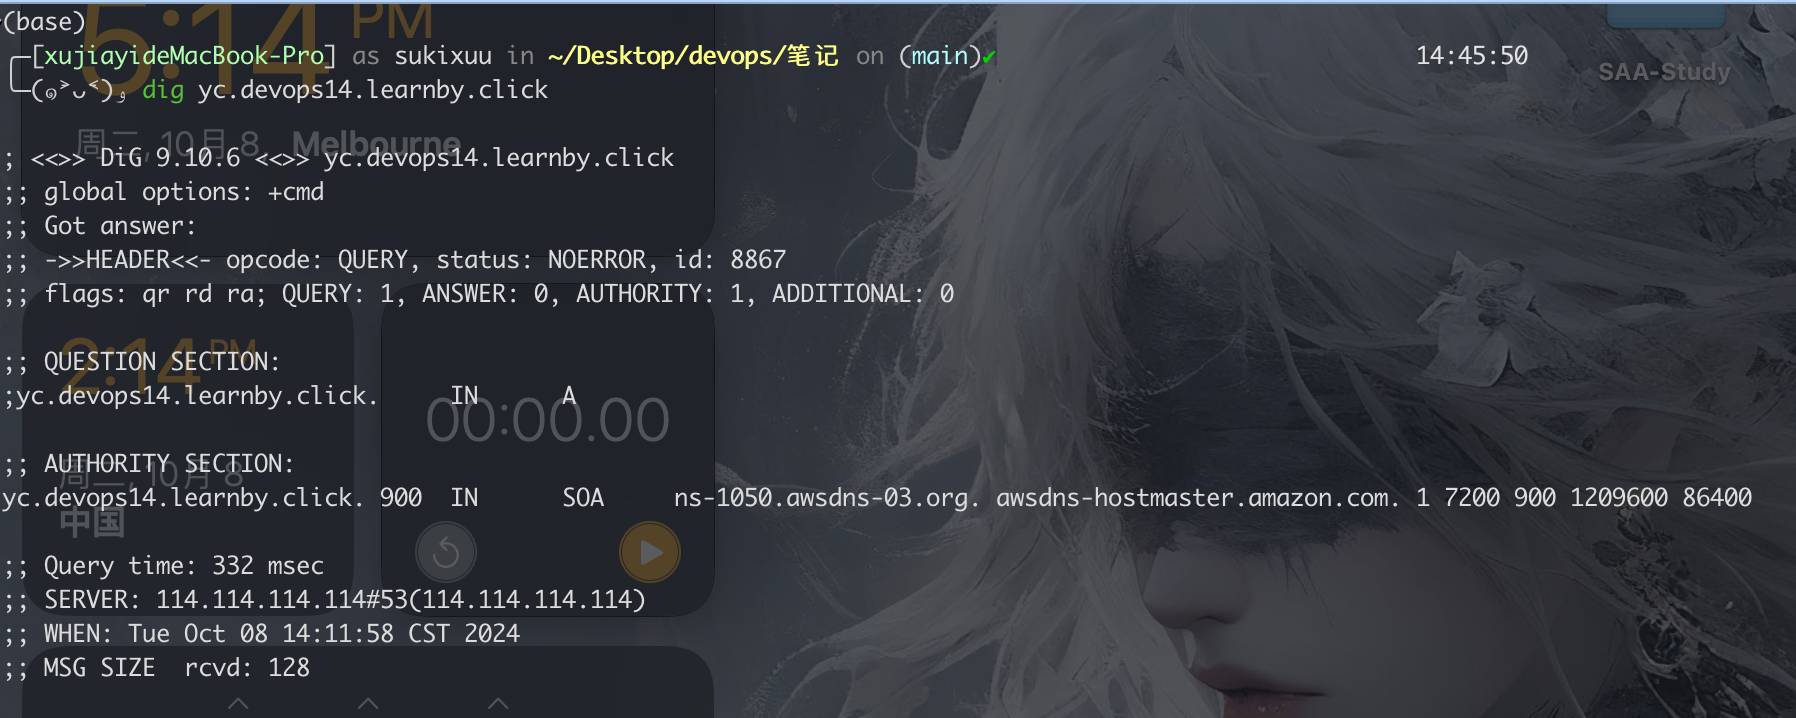 (base)
[xujiayideMacBook-Pro] as sukixuu in ~/Desktop/devops/笔记 on (main)✔ 14:45:50
SAA-Study
dig yc.devops14.learnby.click
5:14 PM
周二, 10月 8, Melbourne
; <<>> DiG 9.10.6 <<>> yc.devops14.learnby.click
;; global options: +cmd
;; Got answer:
;; ->>HEADER<<- opcode: QUERY, status: NOERROR, id: 8867
;; flags: qr rd ra; QUERY: 1, ANSWER: 0, AUTHORITY: 1, ADDITIONAL: 0
2:14 PM
;; QUESTION SECTION:
;yc.devops14.learnby.click. IN A
00:00.00
;; AUTHORITY SECTION:
周二, 10月 8
yc.devops14.learnby.click. 900 IN SOA ns-1050.awsdns-03.org. awsdns-hostmaster.amazon.com. 1 7200 900 1209600 86400
中国
;; Query time: 332 msec
;; SERVER: 114.114.114.114#53(114.114.114.114)
;; WHEN: Tue Oct 08 14:11:58 CST 2024
;; MSG SIZE rcvd: 128